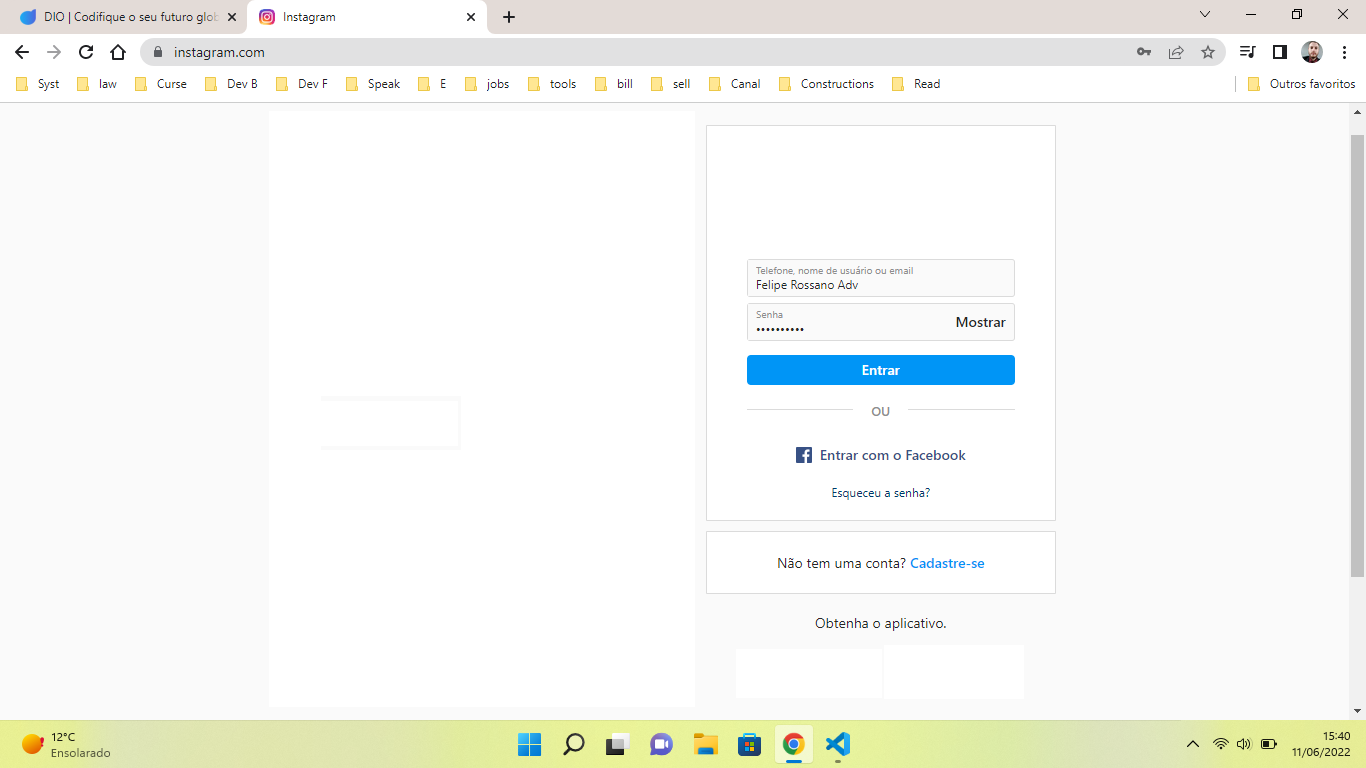 DIO | Codifique o seu futuro glob
Instagram
instagram.com
Syst
law
Curse
Dev B
Dev F
Speak
E
jobs
tools
bill
sell
Canal
Constructions
Read
Outros favoritos
Telefone, nome de usuário ou email
Felipe Rossano Adv
Senha
••••••••••
Mostrar
Entrar
OU
Entrar com o Facebook
Esqueceu a senha?
Não tem uma conta? Cadastre-se
Obtenha o aplicativo.
12°C
Ensolarado
15:40
11/06/2022